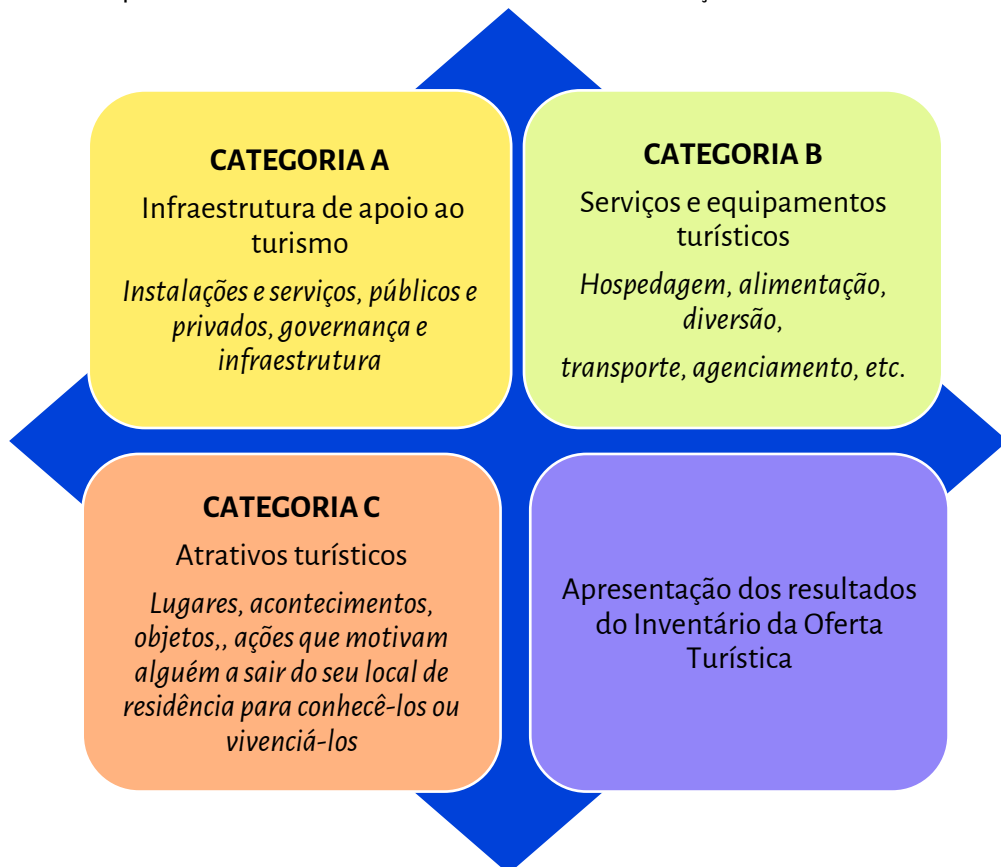 CATEGORIA A
Infraestrutura de apoio ao
turismo
Instalações e serviços, públicos e
privados, governança e
infraestrutura
CATEGORIA B
Serviços e equipamentos
turísticos
Hospedagem, alimentação,
diversão,
transporte, agenciamento, etc.
CATEGORIA C
Atrativos turísticos
Lugares, acontecimentos,
objetos,, ações que motivam
alguém a sair do seu local de
residência para conhecê-los ou
vivenciá-los
Apresentação dos resultados
do Inventário da Oferta
Turística